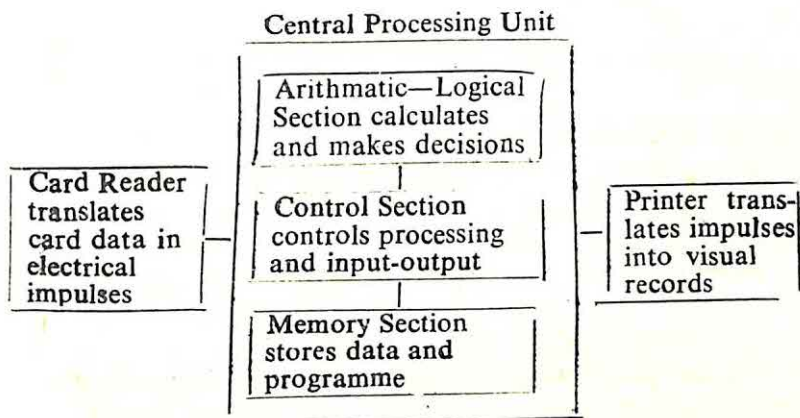 Central Processing Unit
Arithmatic—Logical
Section calculates
and makes decisions
Card Reader
translates
card data in
electrical
impulses
Control Section
controls processing
and input-output
Printer trans-
lates impulses
into visual
records
Memory Section
stores data and
programme